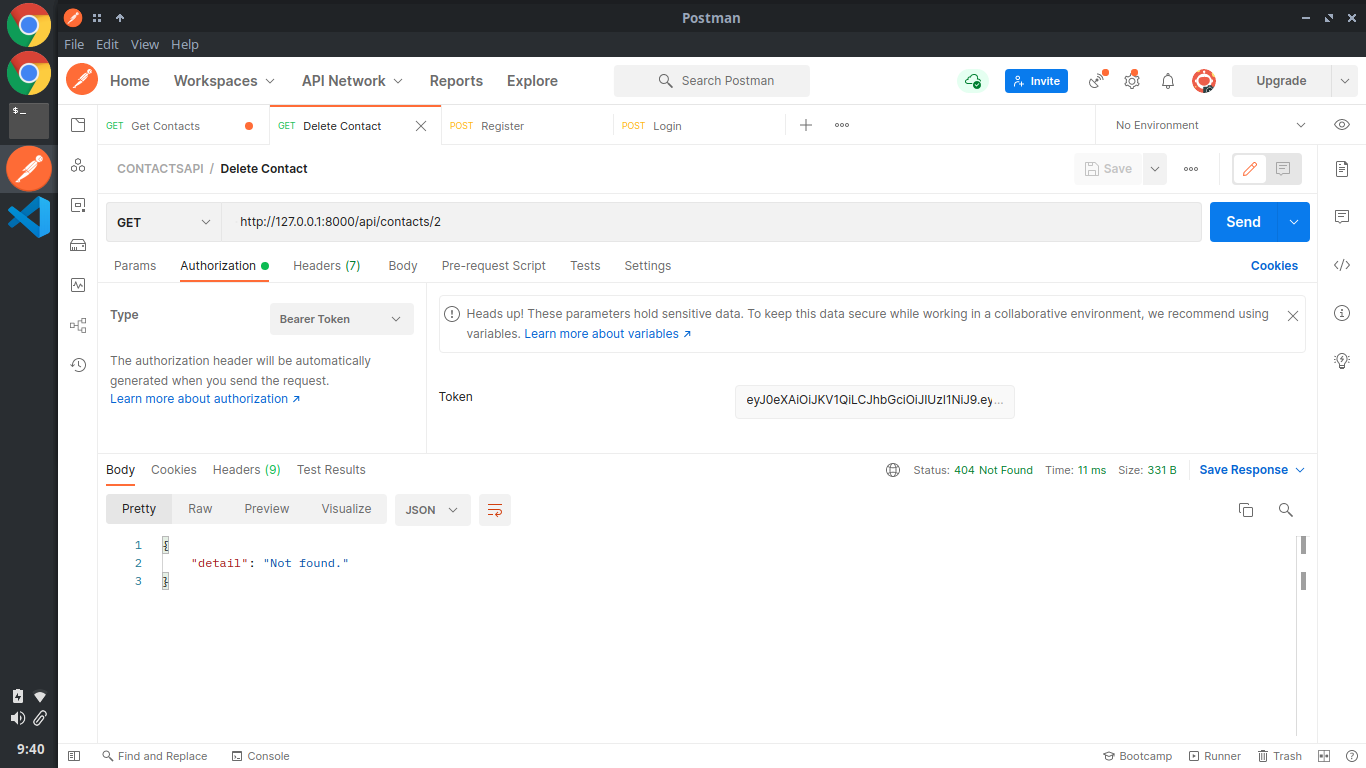 Postman
File Edit View Help
Home Workspaces API Network Reports Explore Search Postman Invite Upgrade
GET Get Contacts GET Delete Contact POST Register POST Login No Environment
CONTACTSAPI / Delete Contact Save
GET http://127.0.0.1:8000/api/contacts/2 Send
Params Authorization Headers (7) Body Pre-request Script Tests Settings Cookies
Type Bearer Token
The authorization header will be automatically
generated when you send the request.
Learn more about authorization ↗
Heads up! These parameters hold sensitive data. To keep this data secure while working in a collaborative environment, we recommend using
variables. Learn more about variables ↗
Token eyJ0eXAiOiJKV1QiLCJhbGciOiJIUzI1NiJ9.ey...
Body Cookies Headers (9) Test Results Status: 404 Not Found Time: 11 ms Size: 331 B Save Response
Pretty Raw Preview Visualize JSON
1 {
2 "detail": "Not found."
3 }
9:40
Find and Replace Console Bootcamp Runner Trash